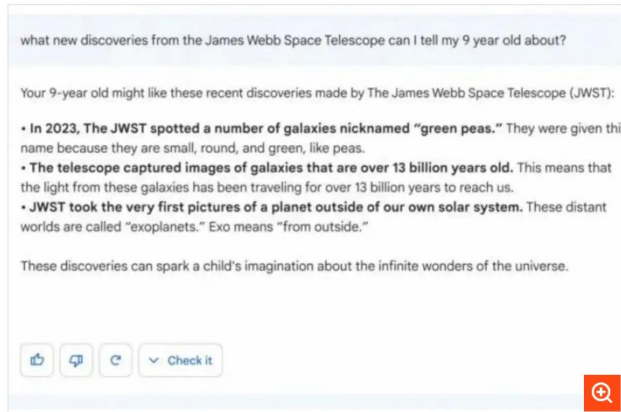 what new discoveries from the James Webb Space Telescope can I tell my 9 year old about?
Your 9-year old might like these recent discoveries made by The James Webb Space Telescope (JWST):
• In 2023, The JWST spotted a number of galaxies nicknamed “green peas.” They were given thi
name because they are small, round, and green, like peas.
• The telescope captured images of galaxies that are over 13 billion years old. This means that
the light from these galaxies has been traveling for over 13 billion years to reach us.
• JWST took the very first pictures of a planet outside of our own solar system. These distant
worlds are called “exoplanets.” Exo means “from outside.”
These discoveries can spark a child's imagination about the infinite wonders of the universe.
Check it